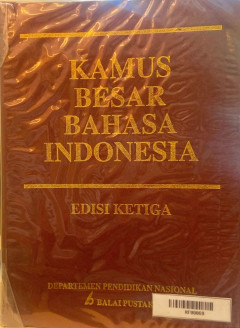 KAMUS
BESAR
BAHASA
INDONESIA
EDISI KETIGA
DEPARTEMEN PENDIDIKAN NASIONAL
BALAI